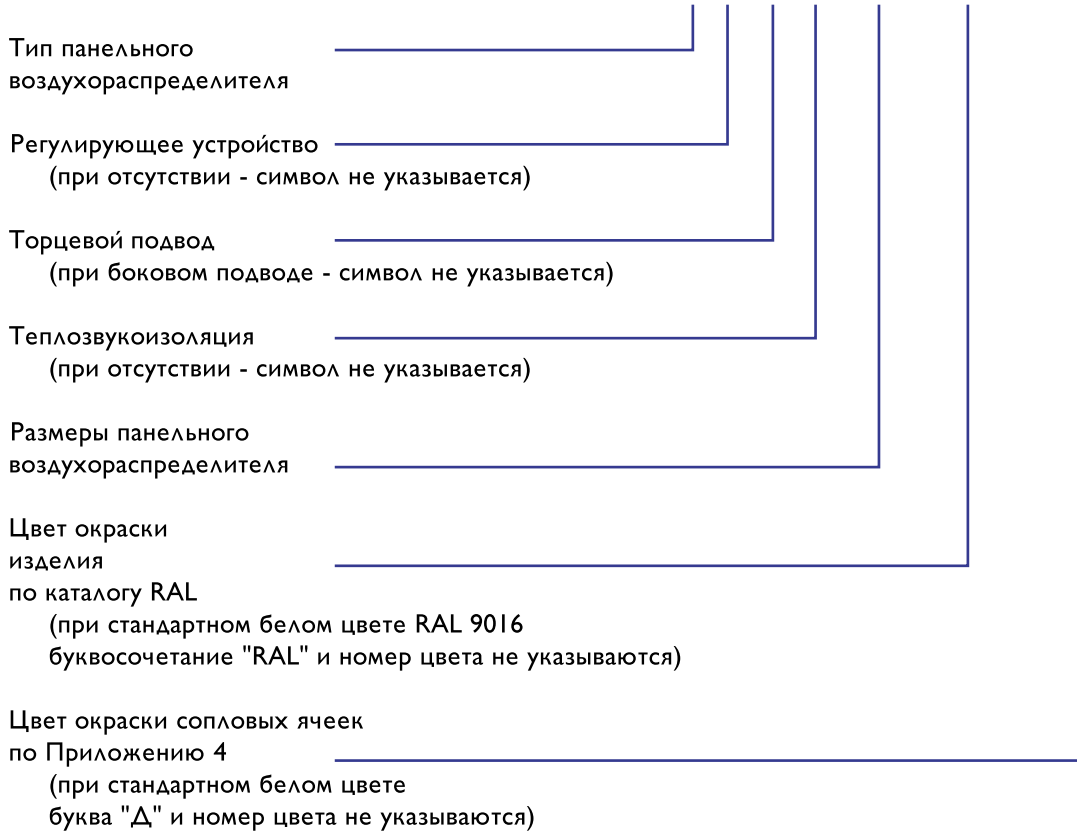 Тип панельного
воздухораспределителя
Регулирующее устройство
(при отсутствии - символ не указывается)
Торцевой подвод
(при боковом подводе - символ не указывается)
Теплозвукоизоляция
(при отсутствии - символ не указывается)
Размеры панельного
воздухораспределителя
Цвет окраски
изделия
по каталогу RAL
(при стандартном белом цвете RAL 9016
буквосочетание "RAL" и номер цвета не указываются)
Цвет окраски сопловых ячеек
по Приложению 4
(при стандартном белом цвете
буква "Д" и номер цвета не указываются)